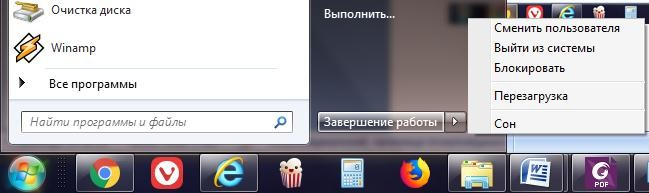 Очистка диска
Winamp
Все программы
Найти программы и файлы
Выполнить...
Завершение работы
Сменить пользователя
Выйти из системы
Блокировать
Перезагрузка
Сон
W
PDF